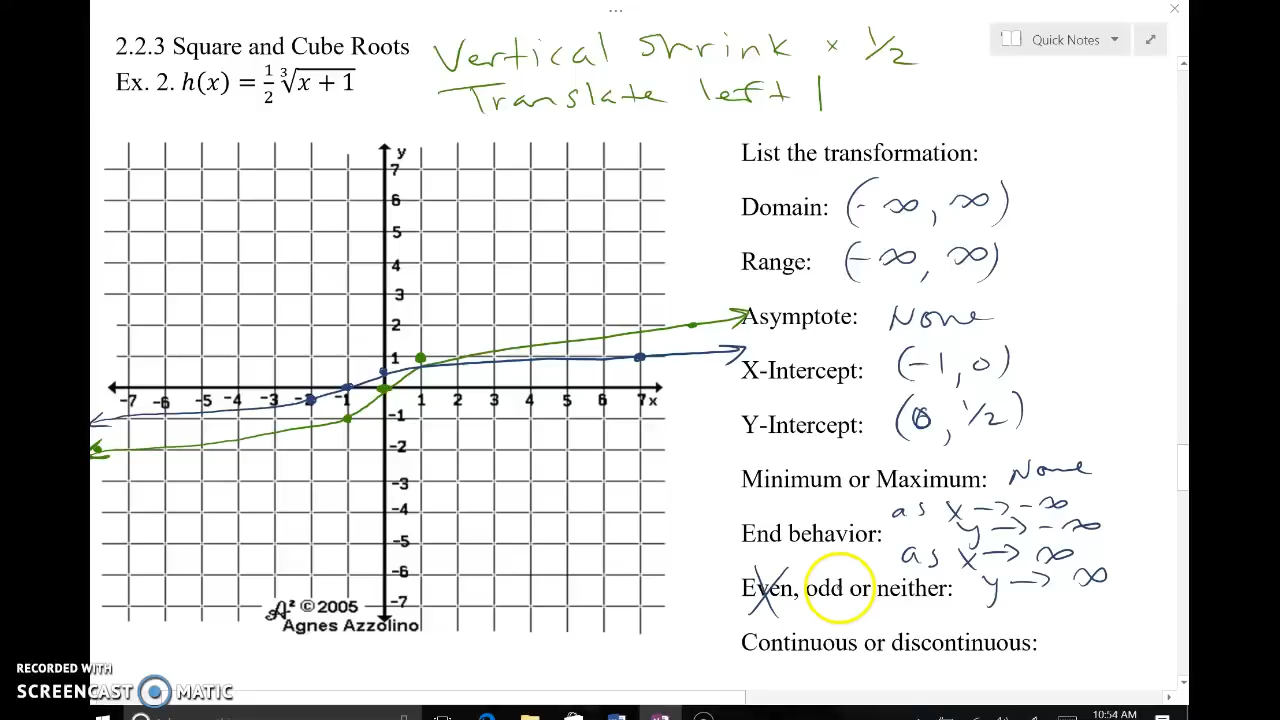 2.2.3 Square and Cube Roots
Vertical Shrink × 1/2
Quick Notes
Ex. 2. h(x) = 1/2 ∛x + 1
Translate left 1
List the transformation:
Domain: (-∞, ∞)
Range: (-∞, ∞)
Asymptote: None
X-Intercept: (-1, 0)
Y-Intercept: (0, 1/2)
Minimum or Maximum: None
as x → -∞
y → -∞
End behavior:
as x → ∞
y → ∞
Even, odd or neither:
Continuous or discontinuous:
y
7
6
5
4
3
2
1
-7 -6 -5 -4 -3 -2 -1 1 2 3 4 5 6 7x
-1
-2
-3
-4
-5
-6
-7
A² © 2005
Agnes Azzolino
RECORDED WITH
SCREENCAST MATIC
10:54 AM